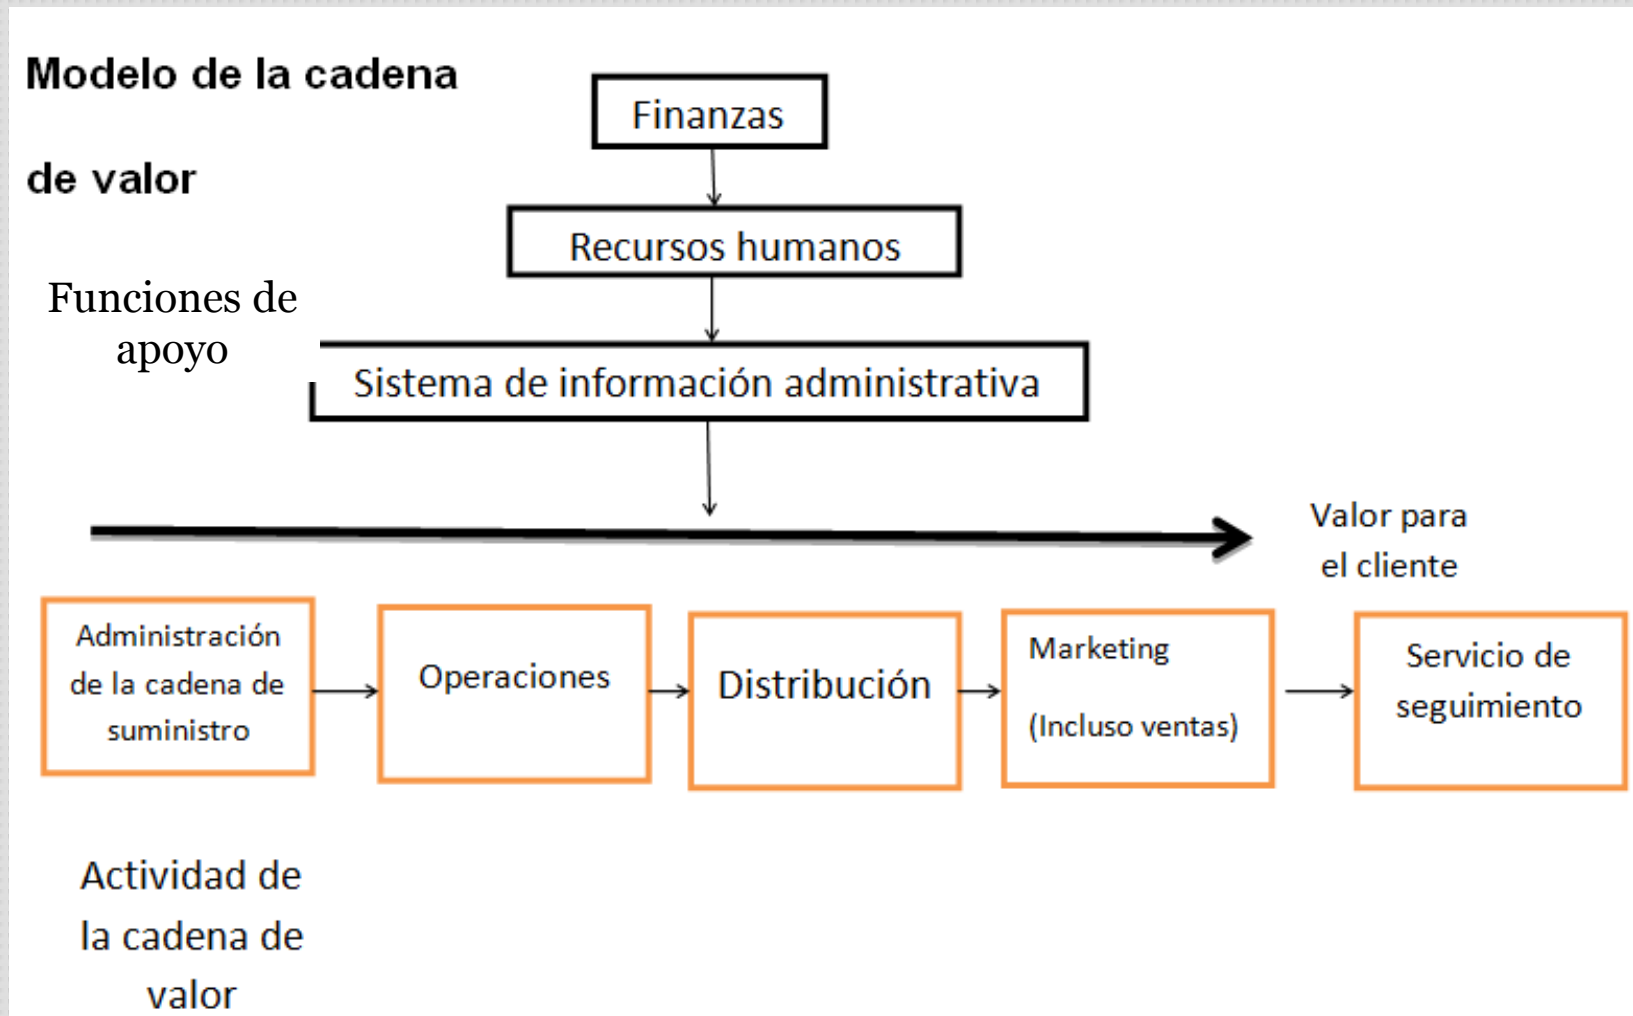 Modelo de la cadena
de valor
Finanzas
Recursos humanos
Funciones de
apoyo
Sistema de información administrativa
Valor para
el cliente
Administración
de la cadena de
suministro
Operaciones
Distribución
Marketing
(Incluso ventas)
Servicio de
seguimiento
Actividad de
la cadena de
valor